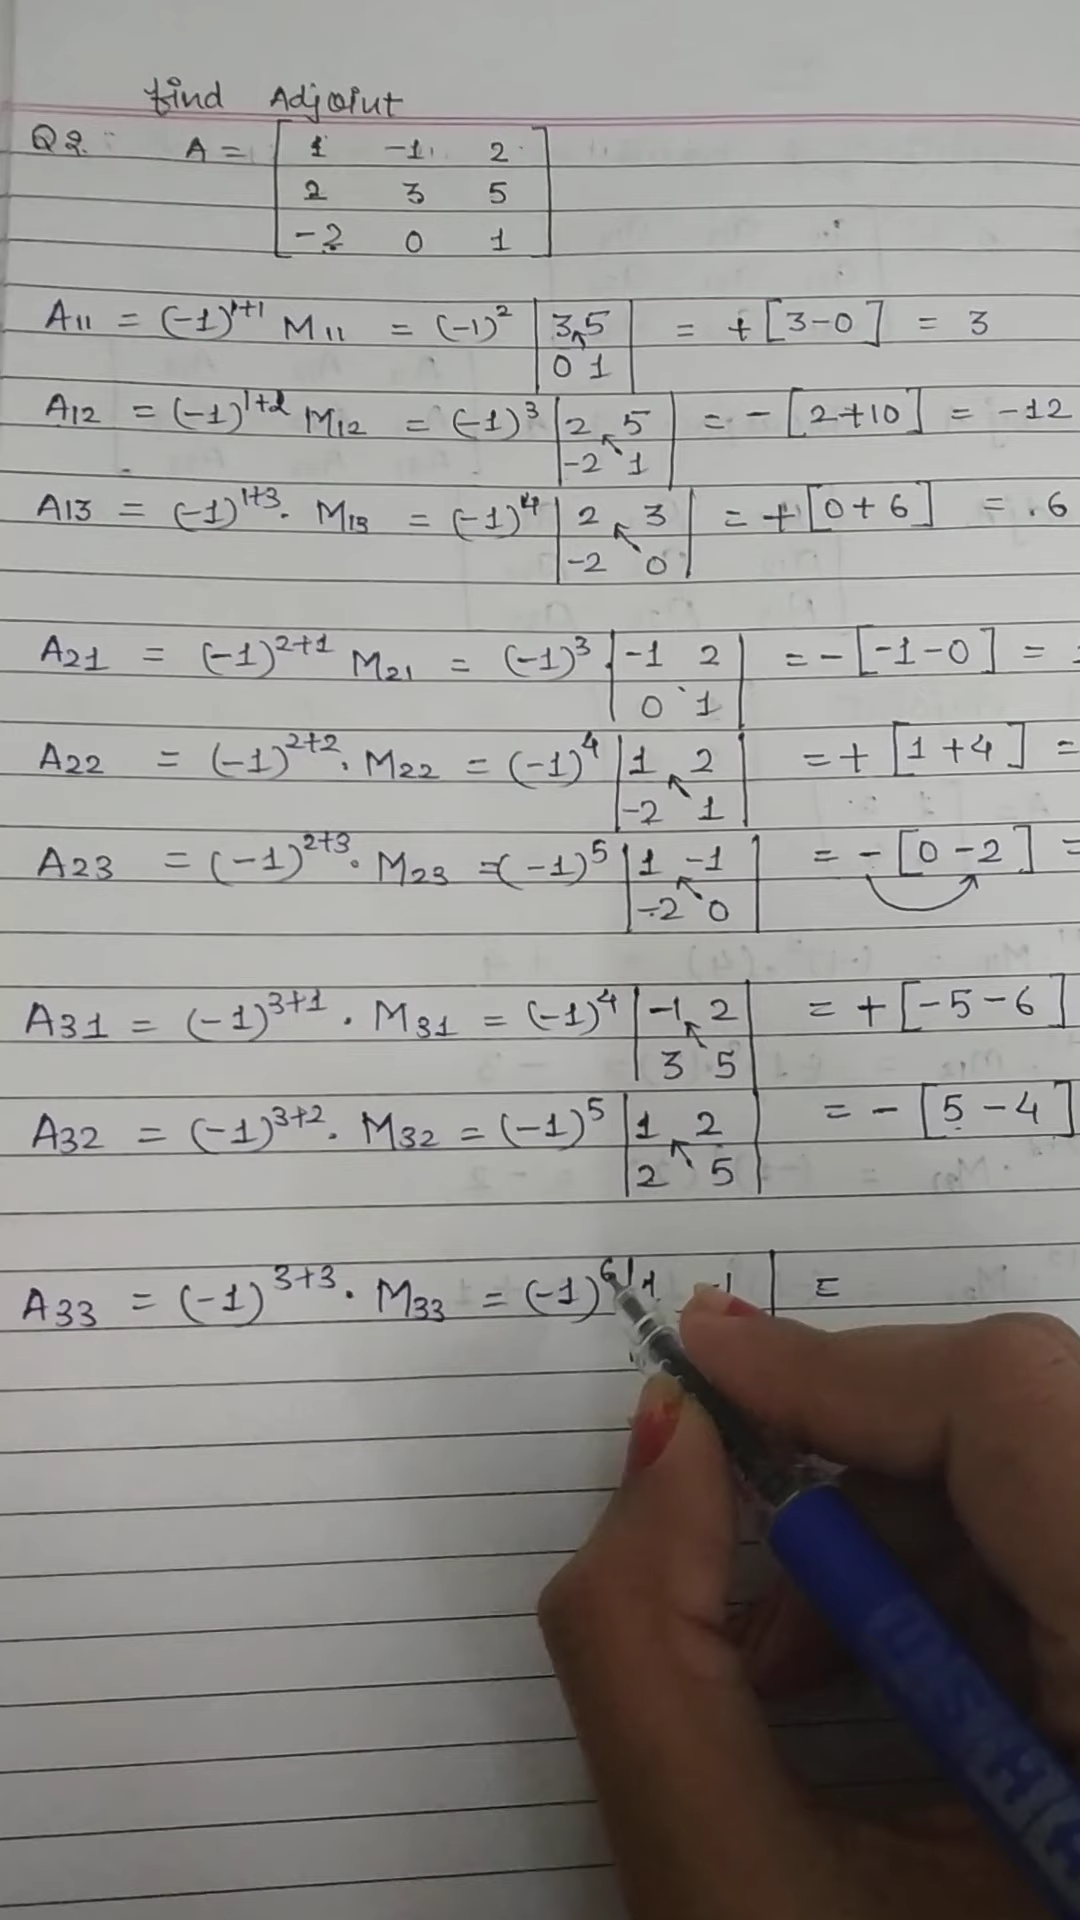 find Adjoint
Q2. A = [ 1 -1 2
2 3 5
-2 0 1 ]
A11 = (-1)^1+1 M11 = (-1)^2 | 3 5 | = +[3-0] = 3
0 1
A12 = (-1)^1+2 M12 = (-1)^3 | 2 5 | = -[2+10] = -12
-2 1
A13 = (-1)^1+3 . M13 = (-1)^4 | 2 3 | = +[0+6] = 6
-2 0
A21 = (-1)^2+1 M21 = (-1)^3 | -1 2 | = -[-1-0] =
0 1
A22 = (-1)^2+2 . M22 = (-1)^4 | 1 2 | = +[1+4] =
-2 1
A23 = (-1)^2+3 . M23 = (-1)^5 | 1 -1 | = -[0-2] =
-2 0
A31 = (-1)^3+1 . M31 = (-1)^4 | -1 2 | = +[-5-6]
3 5
A32 = (-1)^3+2 . M32 = (-1)^5 | 1 2 | = -[5-4]
2 5
A33 = (-1)^3+3 . M33 = (-1)^6 | 1 -1 | =